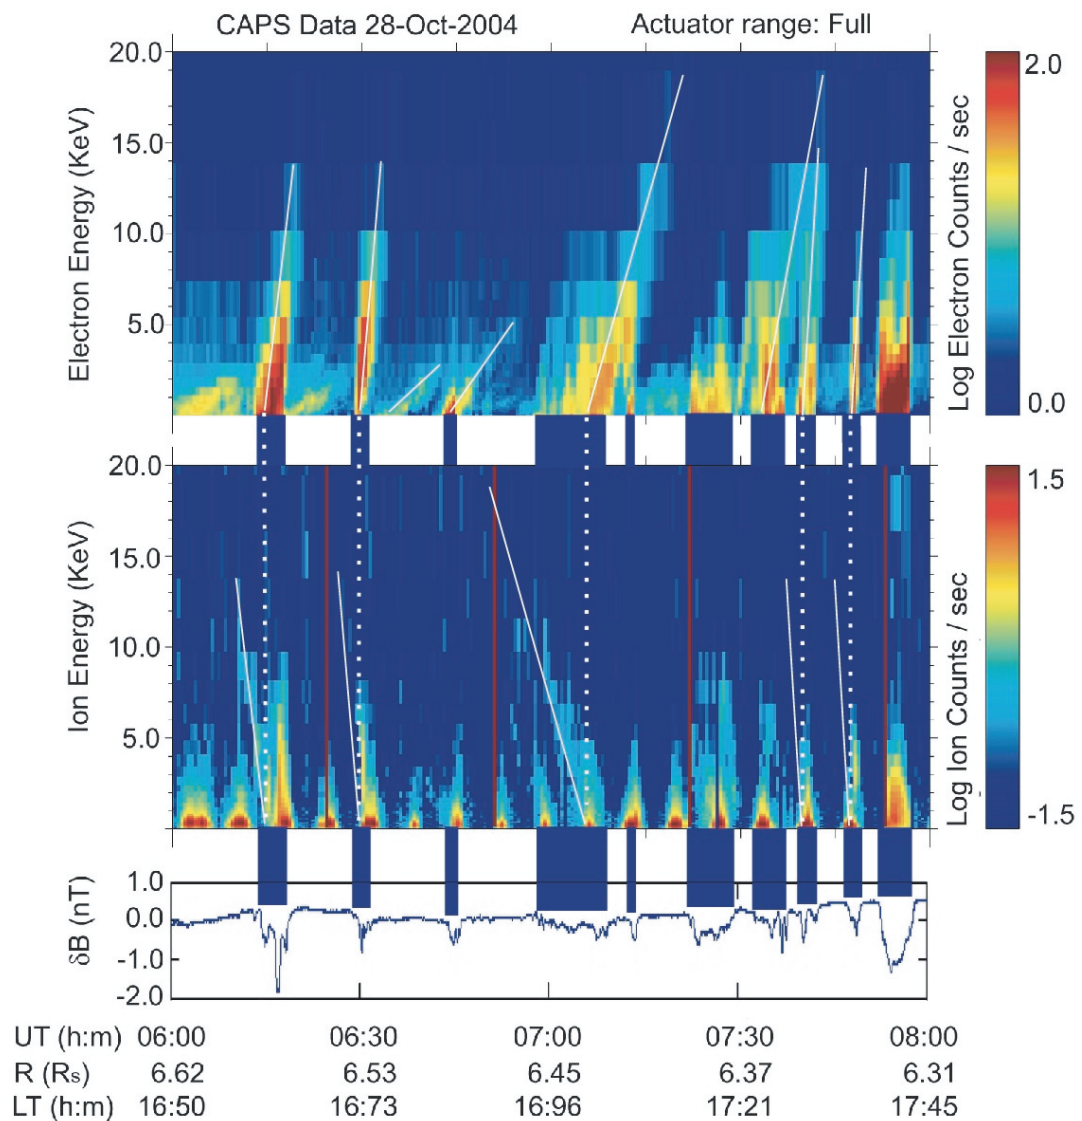 CAPS Data 28-Oct-2004 Actuator range: Full
20.0
15.0
10.0
5.0
Electron Energy (KeV)
2.0
0.0
Log Electron Counts / sec
20.0
15.0
10.0
5.0
Ion Energy (KeV)
1.5
-1.5
Log Ion Counts / sec
1.0
0.0
-1.0
-2.0
δB (nT)
UT (h:m) 06:00 06:30 07:00 07:30 08:00
R (Rs) 6.62 6.53 6.45 6.37 6.31
LT (h:m) 16:50 16:73 16:96 17:21 17:45